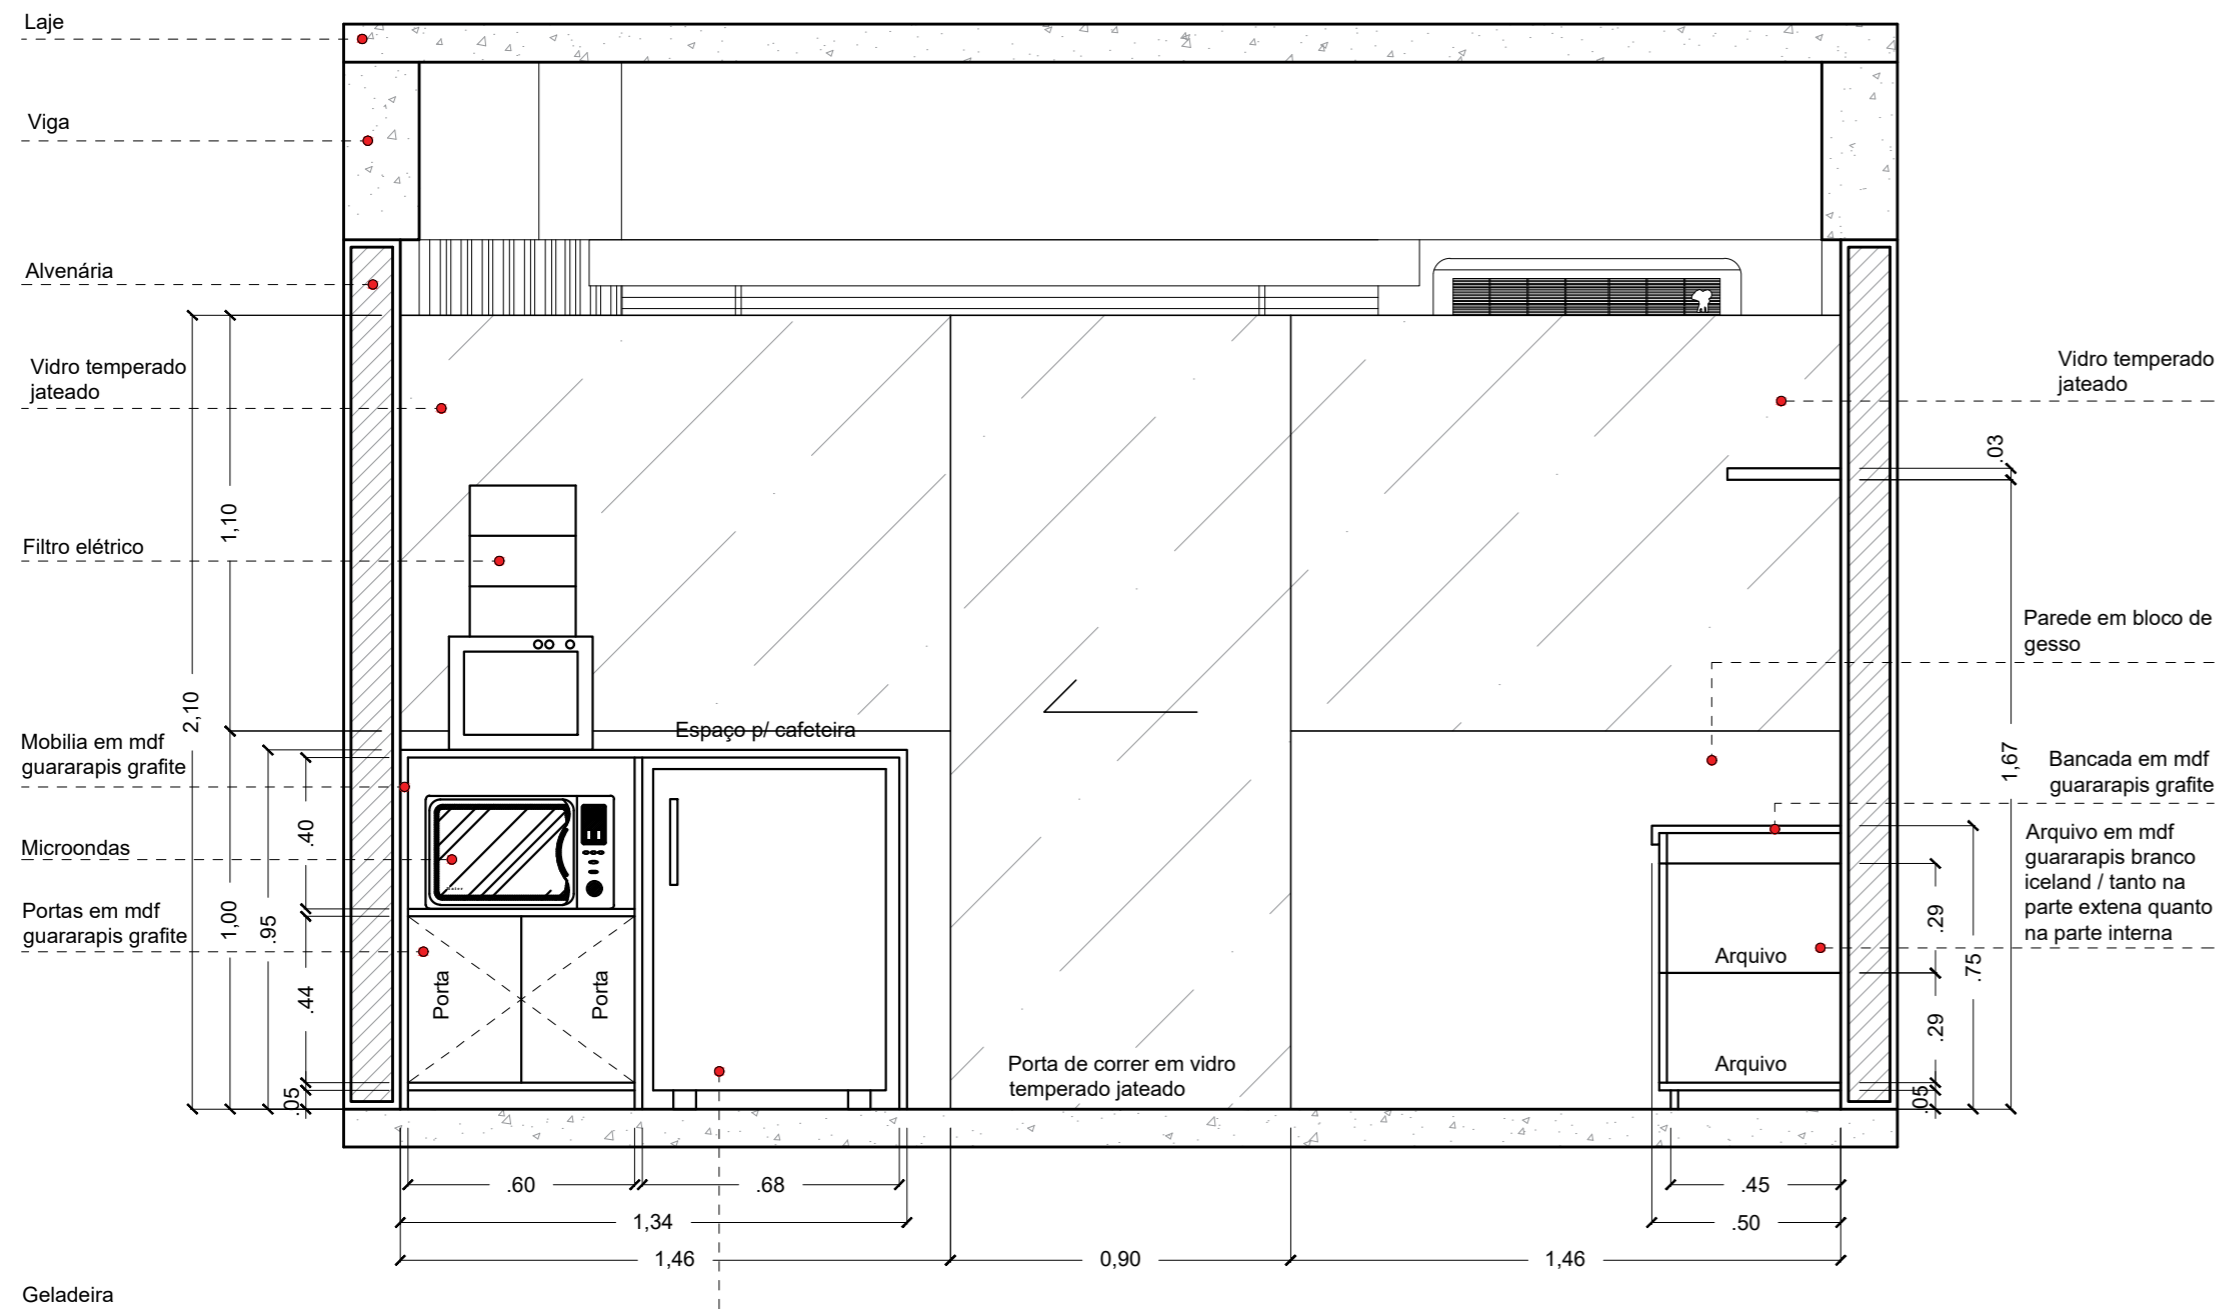 Laje
Viga
Alvenária
Vidro temperado
jateado
Filtro elétrico
Mobilia em mdf
guararapis grafite
Microondas
Portas em mdf
guararapis grafite
Geladeira
2,10
1,10
1,00
.95
.40
.44
.05
Espaço p/ cafeteira
Porta
Porta
Porta de correr em vidro
temperado jateado
Arquivo
Arquivo
Vidro temperado
jateado
.03
Parede em bloco de
gesso
1,67
Bancada em mdf
guararapis grafite
Arquivo em mdf
guararapis branco
iceland / tanto na
parte extena quanto
na parte interna
.29
.75
.29
.05
.60
.68
.45
1,34
.50
1,46
0,90
1,46